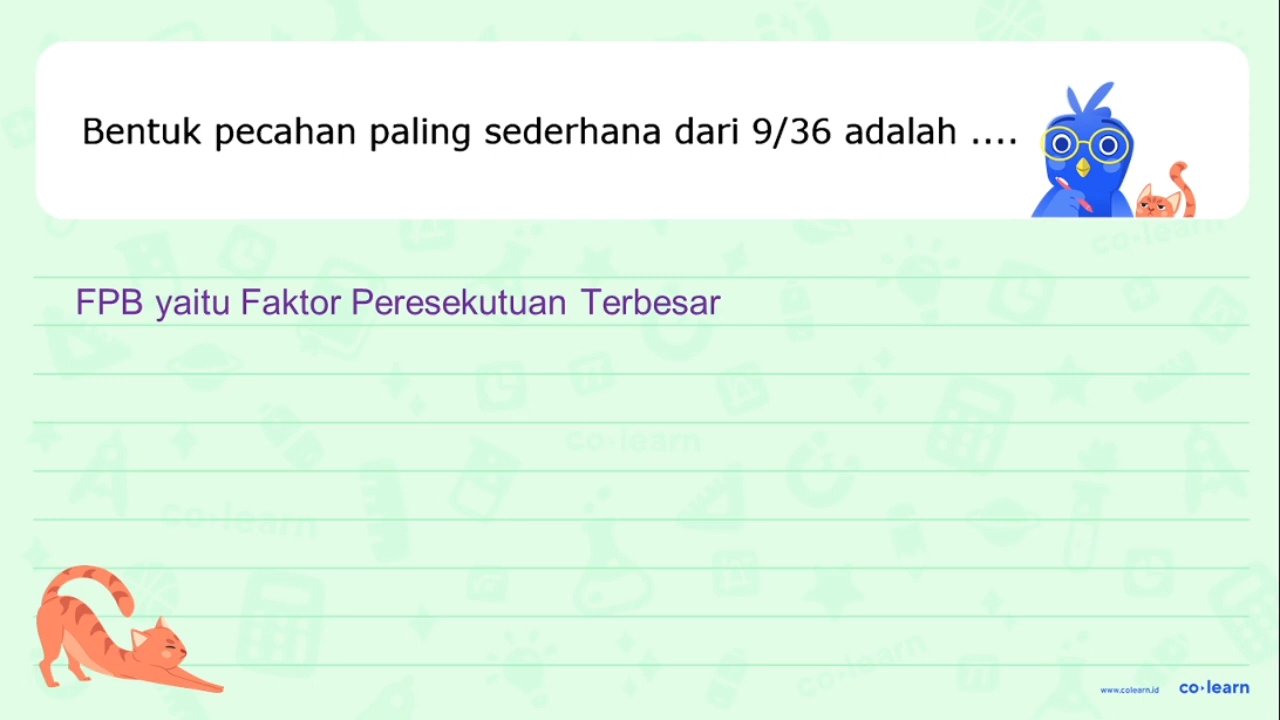 Bentuk pecahan paling sederhana dari 9/36 adalah ....
FPB yaitu Faktor Peresekutuan Terbesar
www.colearn.id
co·learn